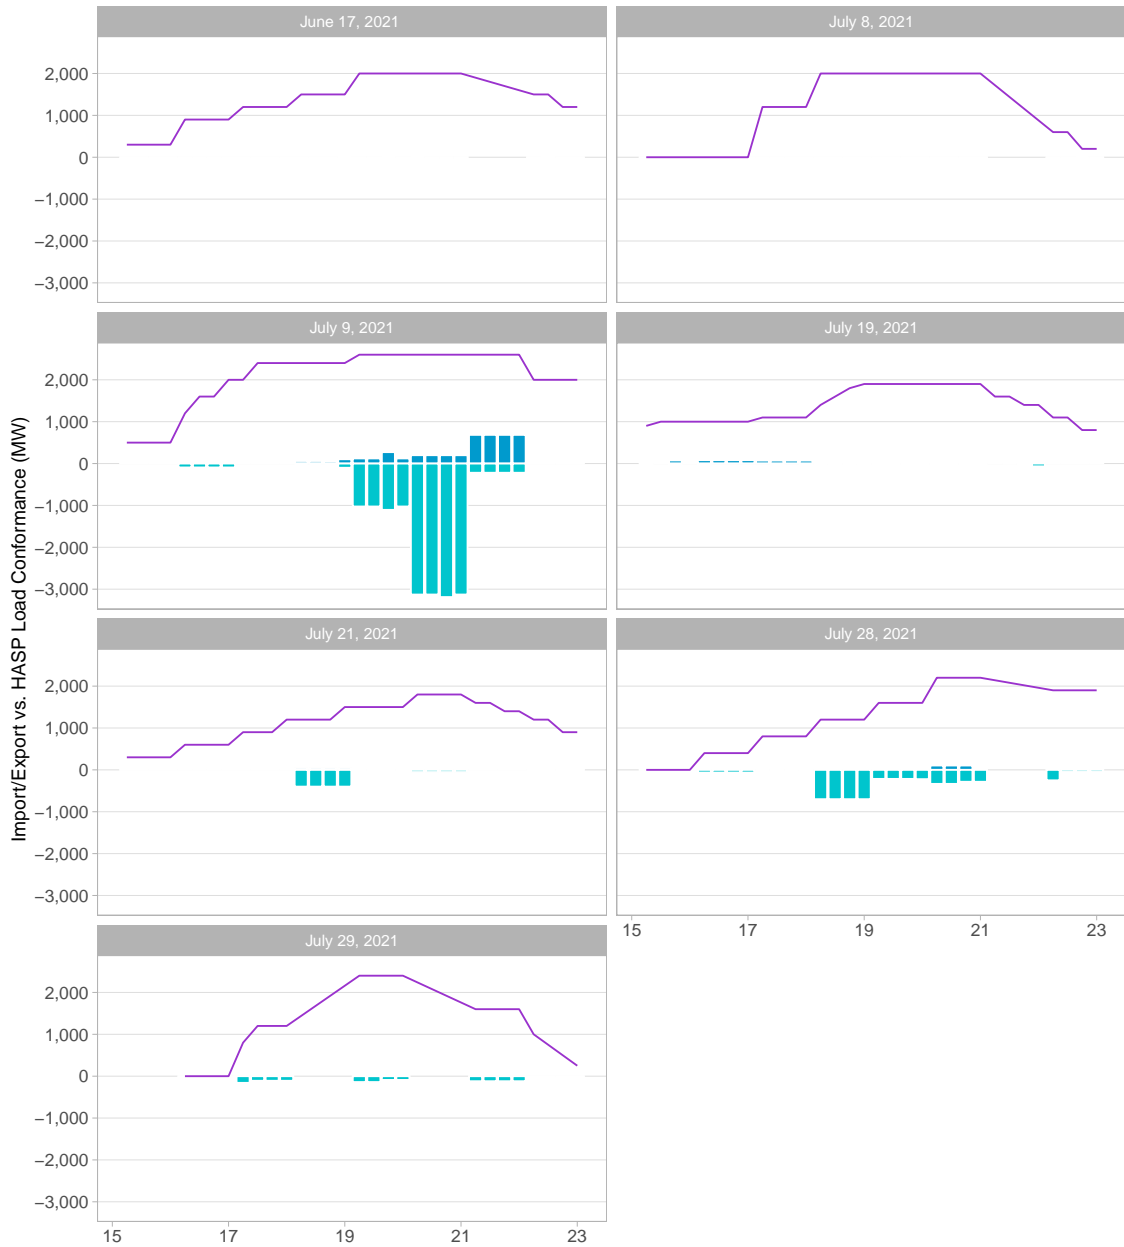 June 17, 2021
July 8, 2021
2,000
1,000
0
−1,000
−2,000
−3,000
July 9, 2021
July 19, 2021
2,000
1,000
0
−1,000
−2,000
−3,000
Import/Export vs. HASP Load Conformance (MW)
July 21, 2021
July 28, 2021
2,000
1,000
0
−1,000
−2,000
−3,000
15 17 19 21 23
July 29, 2021
2,000
1,000
0
−1,000
−2,000
−3,000
15 17 19 21 23